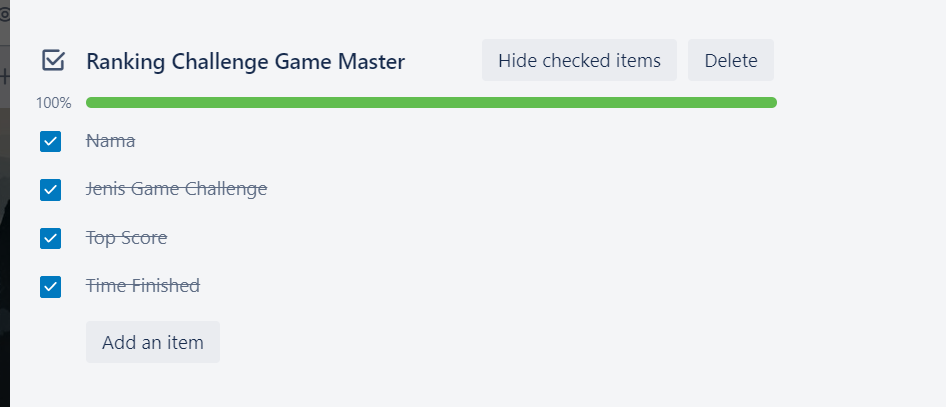 Ranking Challenge Game Master
Hide checked items
Delete
100%
Nama
Jenis Game Challenge
Top Score
Time Finished
Add an item